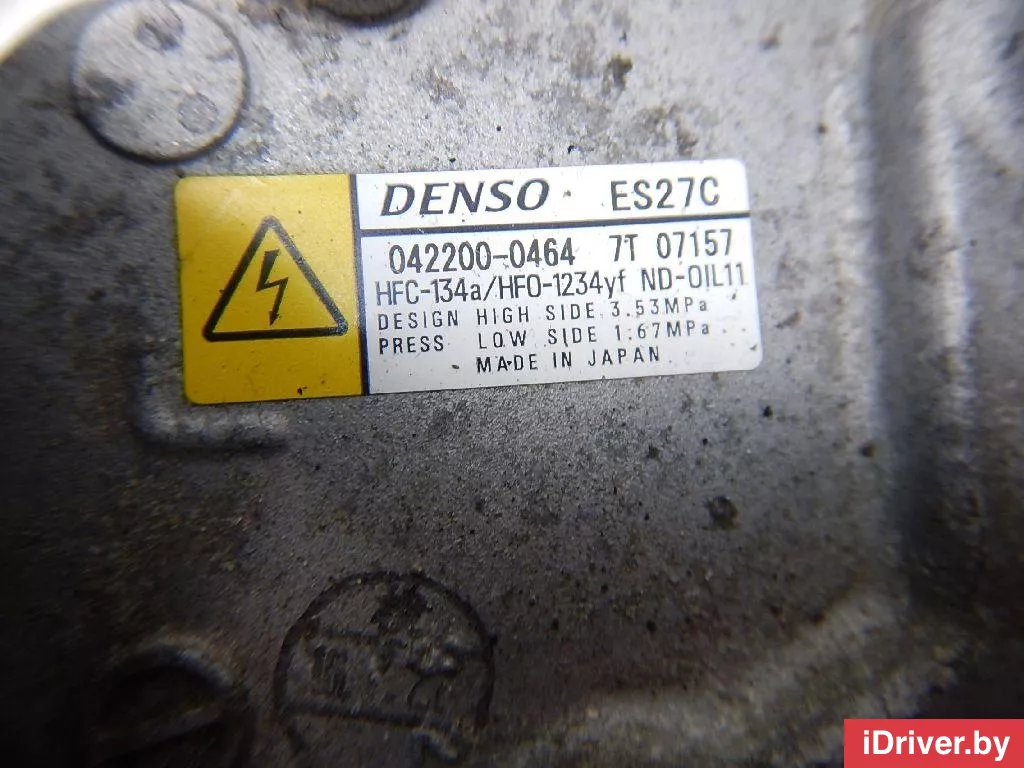 DENSO ES27C
042200-0464 7T 07157
HFC-134a/HFO-1234yf ND-OIL11
DESIGN HIGH SIDE 3.53MPa
PRESS LOW SIDE 1.67MPa
MADE IN JAPAN
iDriver.by